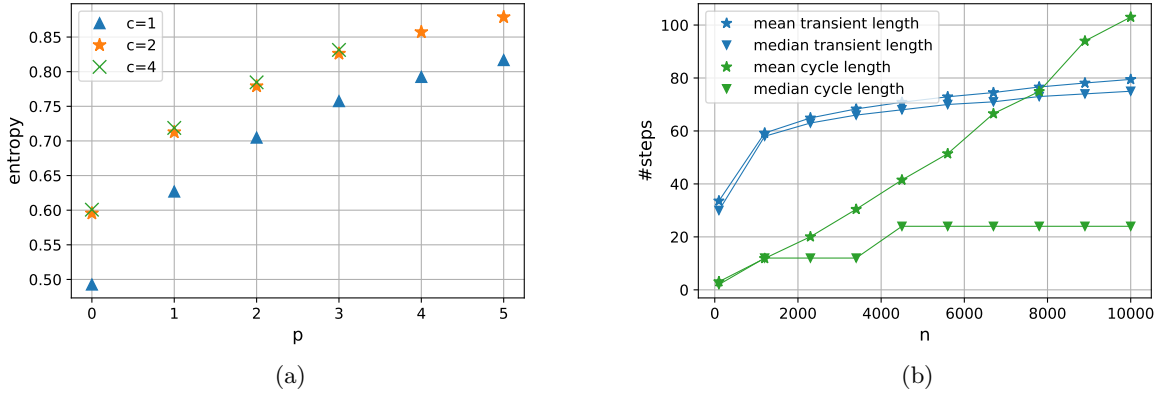 c=1
c=2
c=4
0.85
0.80
0.75
0.70
0.65
0.60
0.55
0.50
entropy
0 1 2 3 4 5
p
(a)
mean transient length
median transient length
mean cycle length
median cycle length
100
80
60
40
20
0
#steps
0 2000 4000 6000 8000 10000
n
(b)